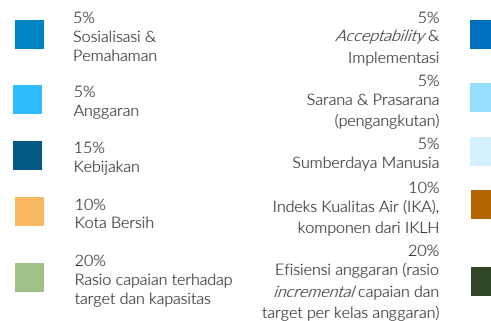 5%
Sosialisasi &
Pemahaman
5%
Anggaran
15%
Kebijakan
10%
Kota Bersih
20%
Rasio capaian terhadap
target dan kapasitas
5%
Acceptability &
Implementasi
5%
Sarana & Prasarana
(pengangkutan)
5%
Sumberdaya Manusia
10%
Indeks Kualitas Air (IKA),
komponen dari IKLH
20%
Efisiensi anggaran (rasio
incremental capaian dan
target per kelas anggaran)